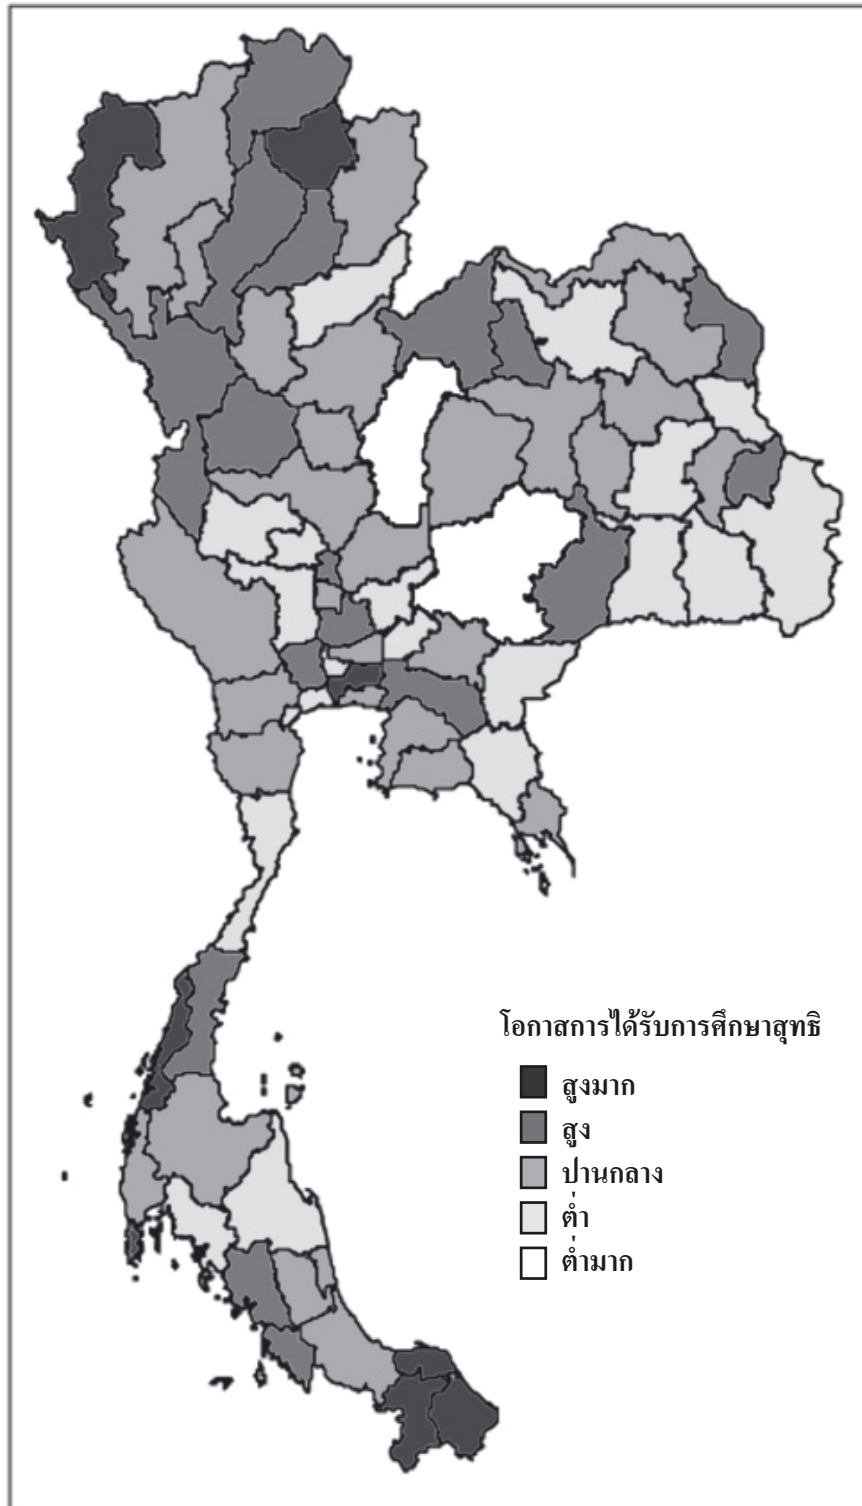 โอกาสการได้รับการศึกษาสุทธิ
สูงมาก
สูง
ปานกลาง
ต่ำ
ต่ำมาก